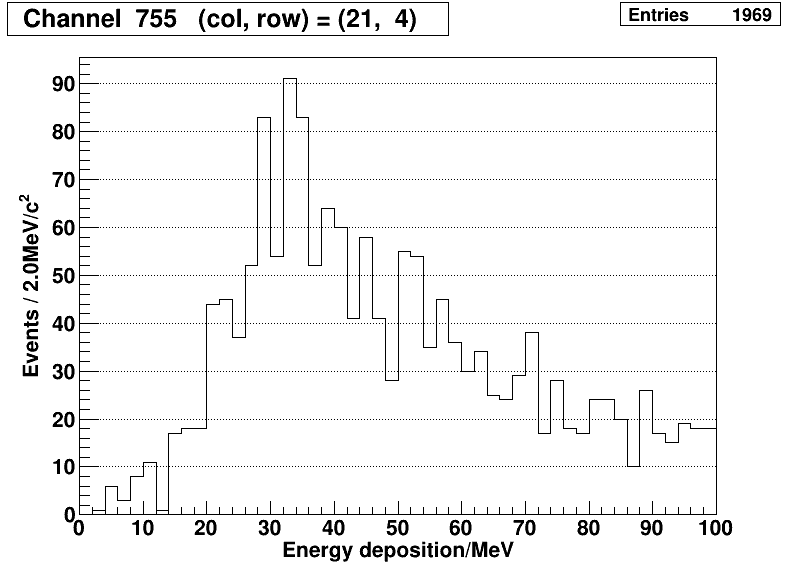 Channel 755 (col, row) = (21, 4)
Entries 1969
90
80
70
60
50
40
30
20
10
0
Events / 2.0MeV/c²
0 10 20 30 40 50 60 70 80 90 100
Energy deposition/MeV